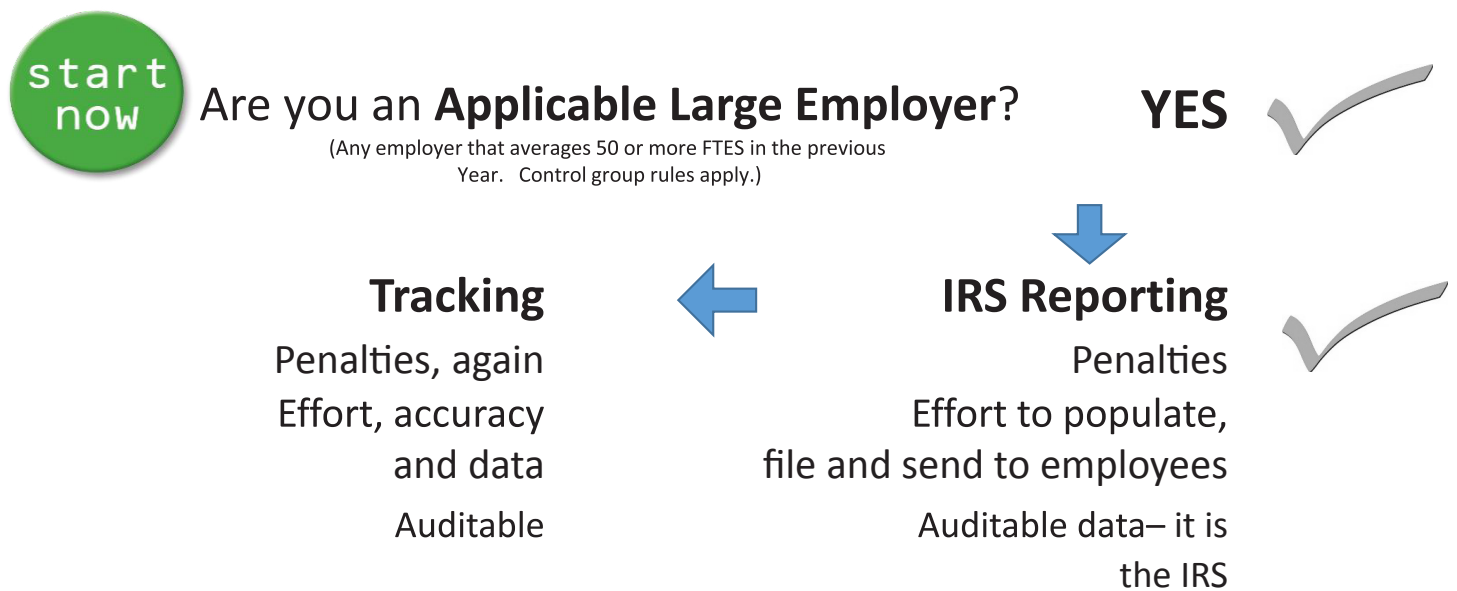 start
now
Are you an Applicable Large Employer?
YES
(Any employer that averages 50 or more FTES in the previous
Year. Control group rules apply.)
Tracking
Penalties, again
Effort, accuracy
and data
Auditable
IRS Reporting
Penalties
Effort to populate,
file and send to employees
Auditable data– it is
the IRS